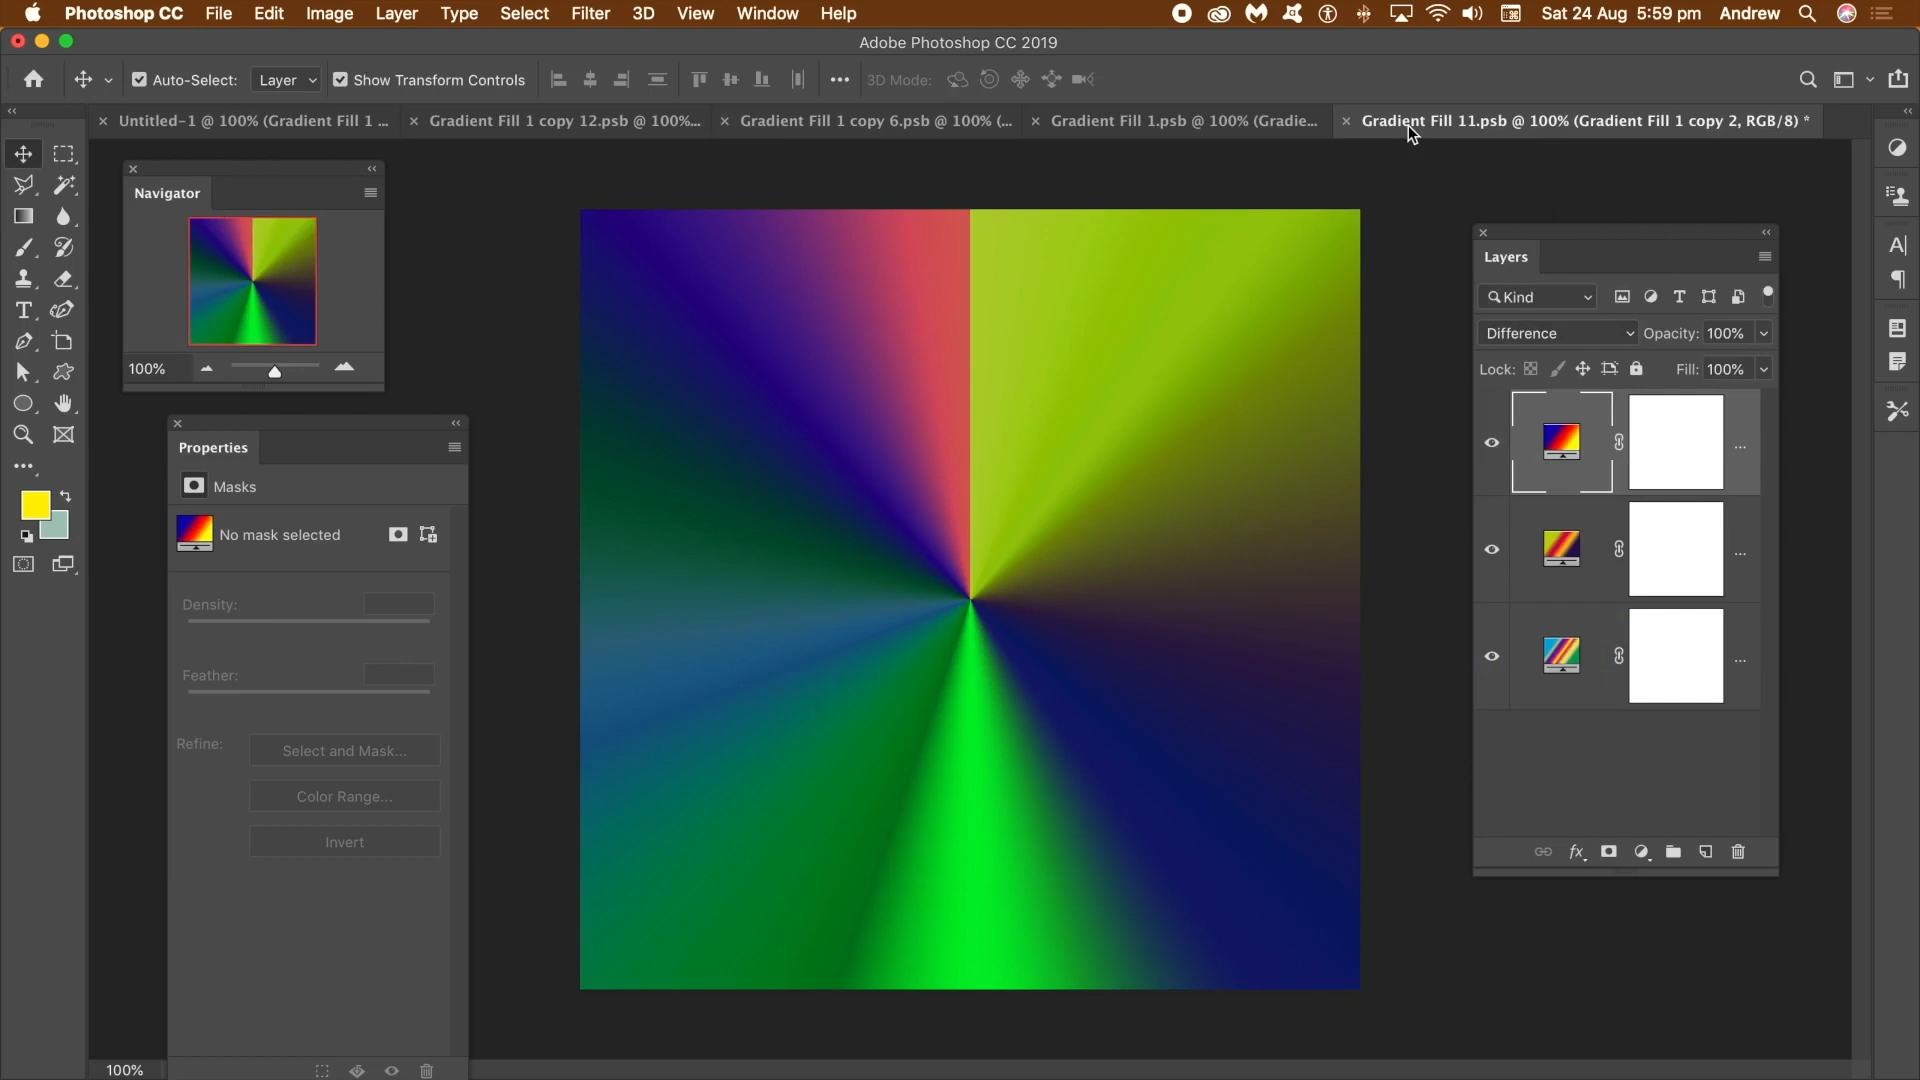 Photoshop CC File Edit Image Layer Type Select Filter 3D View Window Help Sat 24 Aug 5:59 pm Andrew
Adobe Photoshop CC 2019
Auto-Select: Layer Show Transform Controls 3D Mode:
Untitled-1 @ 100% (Gradient Fill 1 ... Gradient Fill 1 copy 12.psb @ 100%... Gradient Fill 1 copy 6.psb @ 100% (... Gradient Fill 1.psb @ 100% (Gradie... Gradient Fill 11.psb @ 100% (Gradient Fill 1 copy 2, RGB/8) *
Navigator
100%
Properties
Masks
No mask selected
Density:
Feather:
Refine: Select and Mask...
Color Range...
Invert
Layers
Kind
Difference Opacity: 100%
Lock: Fill: 100%
...
...
...
fx
100%